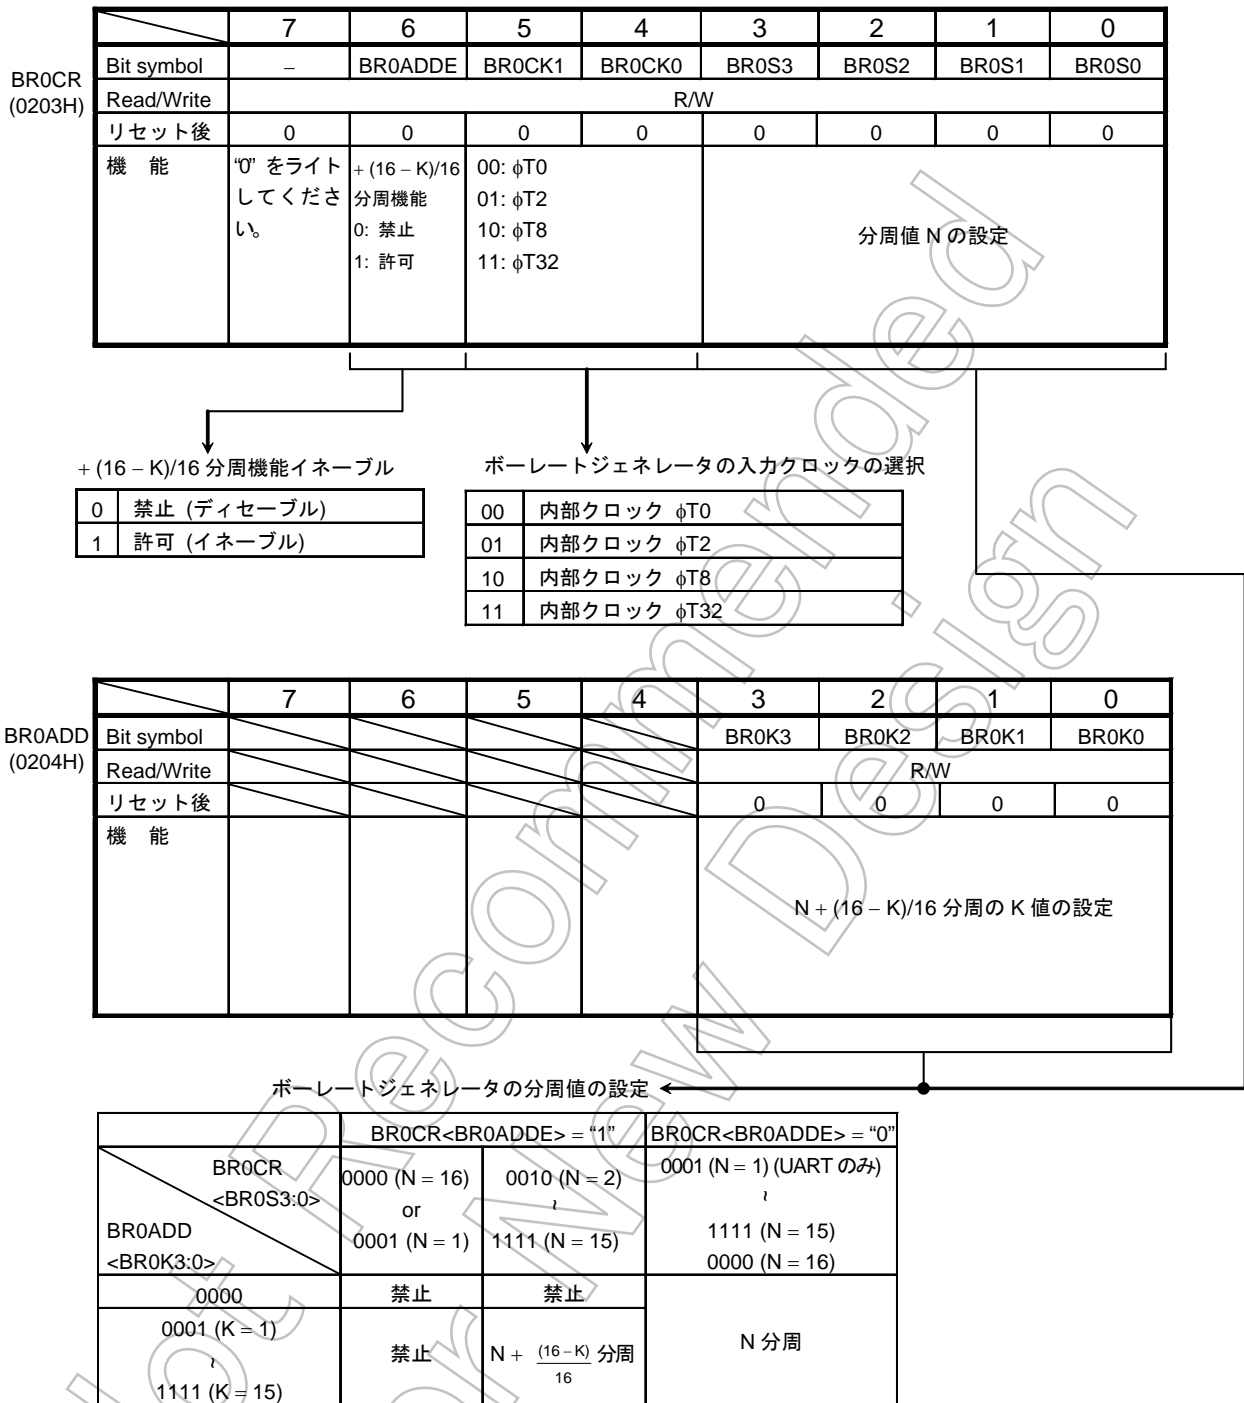 7 6 5 4 3 2 1 0
BR0CR
(0203H)
Bit symbol – BR0ADDE BR0CK1 BR0CK0 BR0S3 BR0S2 BR0S1 BR0S0
Read/Write R/W
リセット後 0 0 0 0 0 0 0 0
機 能
“0” をライト
してくださ
い。
+ (16 – K)/16
分周機能
0: 禁止
1: 許可
00: φT0
01: φT2
10: φT8
11: φT32
分周値 N の設定
+ (16 – K)/16 分周機能イネーブル
0 禁止 (ディセーブル)
1 許可 (イネーブル)
ボーレートジェネレータの入力クロックの選択
00 内部クロック φT0
01 内部クロック φT2
10 内部クロック φT8
11 内部クロック φT32
7 6 5 4 3 2 1 0
BR0ADD
(0204H)
Bit symbol BR0K3 BR0K2 BR0K1 BR0K0
Read/Write R/W
リセット後 0 0 0 0
機 能
N + (16 – K)/16 分周の K 値の設定
ボーレートジェネレータの分周値の設定
BR0CR<BR0ADDE> = “1” BR0CR<BR0ADDE> = “0”
BR0CR
<BR0S3:0>
BR0ADD
<BR0K3:0>
0000 (N = 16)
or
0001 (N = 1)
0010 (N = 2)
~
1111 (N = 15)
0001 (N = 1) (UART のみ)
~
1111 (N = 15)
0000 (N = 16)
0000 禁止 禁止
0001 (K = 1)
~
1111 (K = 15)
禁止
N + (16 – K)/16 分周
N 分周
Not Recommended
for New Design